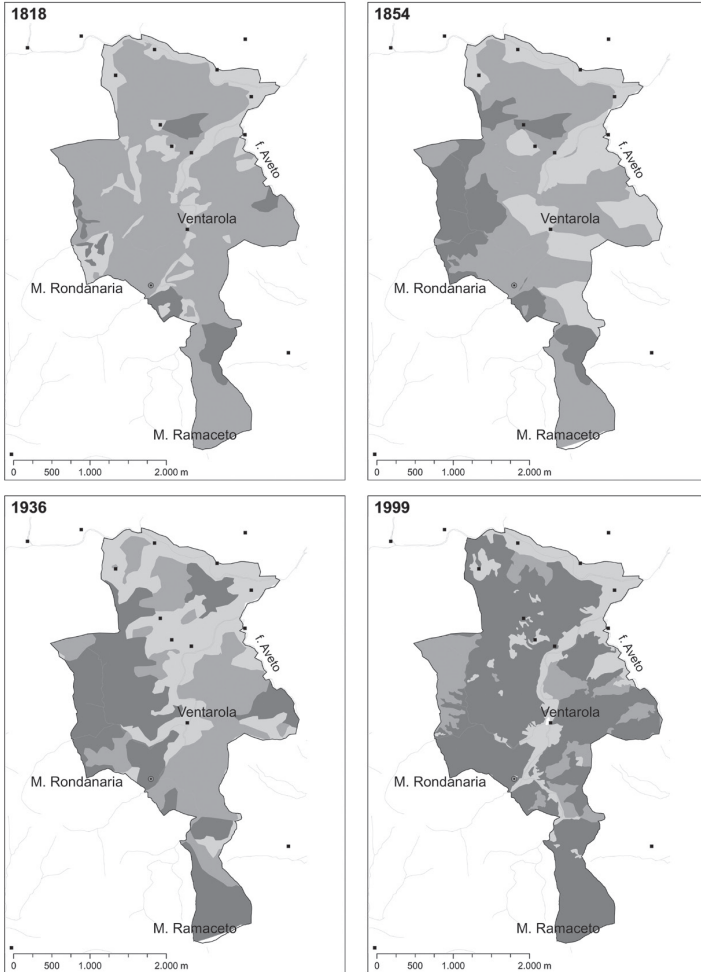 1818
Ventarola
f. Aveto
M. Rondanaria
M. Ramaceto
0 500 1.000 2.000 m
1854
Ventarola
f. Aveto
M. Rondanaria
M. Ramaceto
0 500 1.000 2.000 m
1936
Ventarola
f. Aveto
M. Rondanaria
M. Ramaceto
0 500 1.000 2.000 m
1999
Ventarola
f. Aveto
M. Rondanaria
M. Ramaceto
0 500 1.000 2.000 m